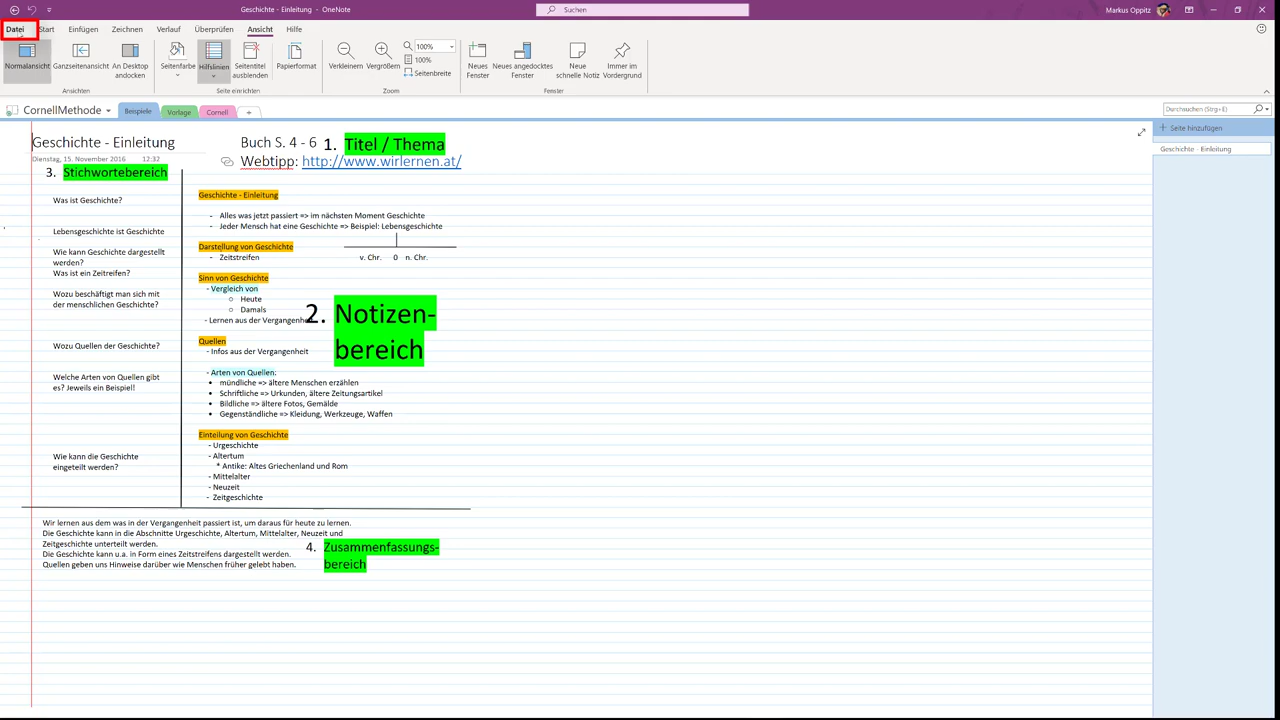 Geschichte - Einleitung - OneNote
Suchen
Markus Oppitz
Datei Start Einfügen Zeichnen Verlauf Überprüfen Ansicht Hilfe
Normalansicht
Ganzseitenansicht
An Desktop andocken
Ansichten
Seitenfarbe
Hilfslinien
Seitentitel ausblenden
Papierformat
Seite einrichten
Verkleinern
Vergrößern
100%
100%
Seitenbreite
Zoom
Neues Fenster
Neues angedocktes Fenster
Neue schnelle Notiz
Immer im Vordergrund
Fenster
CornellMethode
Beispiele
Vorlage
Cornell
Durchsuchen (Strg+E)
Seite hinzufügen
Geschichte - Einleitung
Geschichte - Einleitung
Dienstag, 15. November 2016 12:32
Buch S. 4 - 6
1. Titel / Thema
Webtipp: http://www.wirlernen.at/
3. Stichwortebereich
Was ist Geschichte?
Lebensgeschichte ist Geschichte
Wie kann Geschichte dargestellt
werden?
Was ist ein Zeitreifen?
Wozu beschäftigt man sich mit
der menschlichen Geschichte?
Wozu Quellen der Geschichte?
Welche Arten von Quellen gibt
es? Jeweils ein Beispiel!
Wie kann die Geschichte
eingeteilt werden?
Geschichte - Einleitung
- Alles was jetzt passiert => im nächsten Moment Geschichte
- Jeder Mensch hat eine Geschichte => Beispiel: Lebensgeschichte
Darstellung von Geschichte
- Zeitstreifen
v. Chr. 0 n. Chr.
Sinn von Geschichte
- Vergleich von
○ Heute
○ Damals
- Lernen aus der Vergangenheit
2. Notizen-
bereich
Quellen
- Infos aus der Vergangenheit
- Arten von Quellen:
• mündliche => ältere Menschen erzählen
• Schriftliche => Urkunden, ältere Zeitungsartikel
• Bildliche => ältere Fotos, Gemälde
• Gegenständliche => Kleidung, Werkzeuge, Waffen
Einteilung von Geschichte
- Urgeschichte
- Altertum
* Antike: Altes Griechenland und Rom
- Mittelalter
- Neuzeit
- Zeitgeschichte
Wir lernen aus dem was in der Vergangenheit passiert ist, um daraus für heute zu lernen.
Die Geschichte kann in die Abschnitte Urgeschichte, Altertum, Mittelalter, Neuzeit und
Zeitgeschichte unterteilt werden.
Die Geschichte kann u.a. in Form eines Zeitstreifens dargestellt werden.
Quellen geben uns Hinweise darüber wie Menschen früher gelebt haben.
4. Zusammenfassungs-
bereich